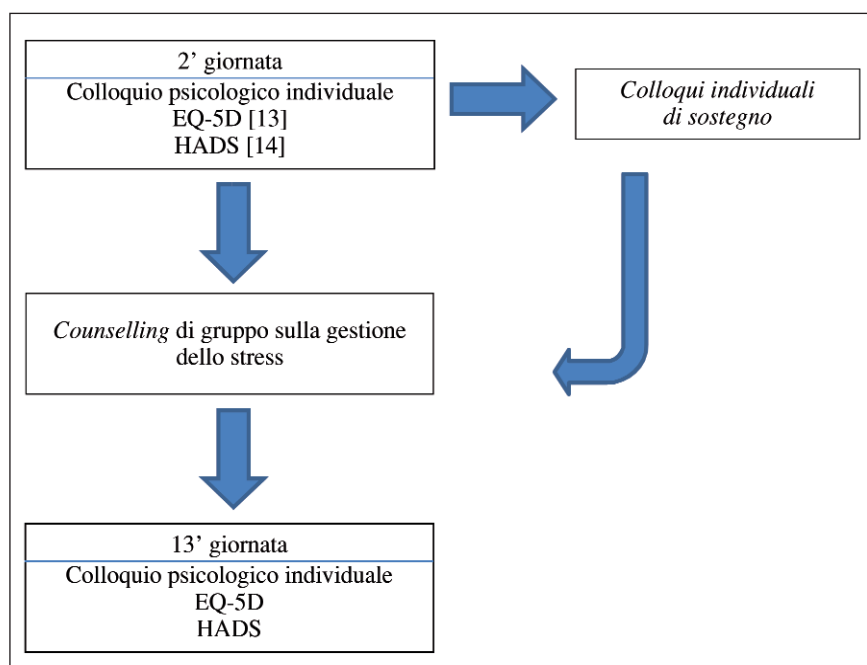 2’ giornata
Colloquio psicologico individuale
EQ-5D [13]
HADS [14]
Colloqui individuali
di sostegno
Counselling di gruppo sulla gestione
dello stress
13’ giornata
Colloquio psicologico individuale
EQ-5D
HADS